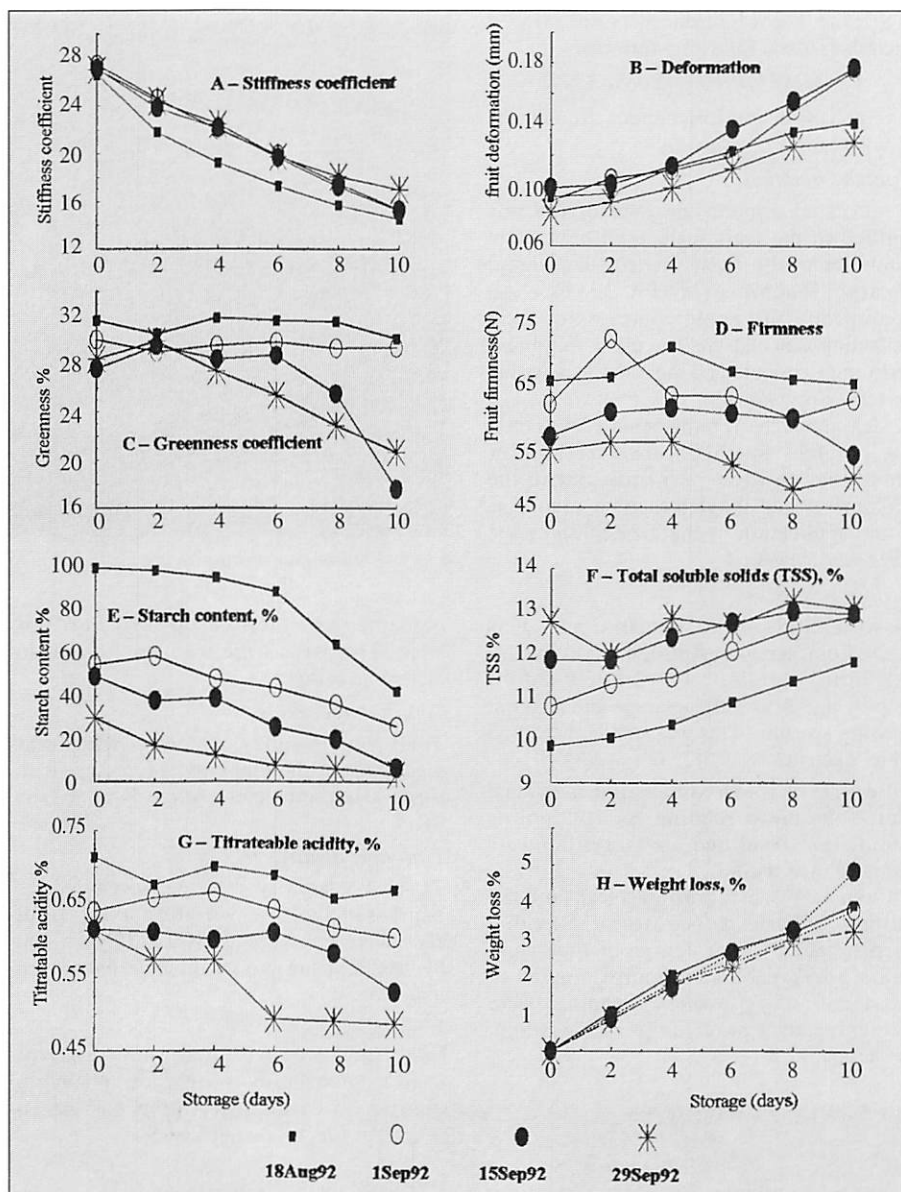 A – Stiffness coefficient
Stiffness coefficient
28
24
20
16
12
0 2 4 6 8 10
B – Deformation
fruit deformation (mm)
0.18
0.14
0.10
0.06
0 2 4 6 8 10
C – Greenness coefficient
Greenness %
32
28
24
20
16
0 2 4 6 8 10
D – Firmness
Fruit firmness(N)
75
65
55
45
0 2 4 6 8 10
E – Starch content, %
Starch content %
100
80
60
40
20
0
0 2 4 6 8 10
F – Total soluble solids (TSS), %
TSS %
14
13
12
11
10
9
0 2 4 6 8 10
G – Titrateable acidity, %
Titratable acidity %
0.75
0.65
0.55
0.45
0 2 4 6 8 10
Storage (days)
H – Weight loss, %
Weight loss %
5
4
3
2
1
0 2 4 6 8 10
Storage (days)
18Aug92 1Sep92 15Sep92 29Sep92